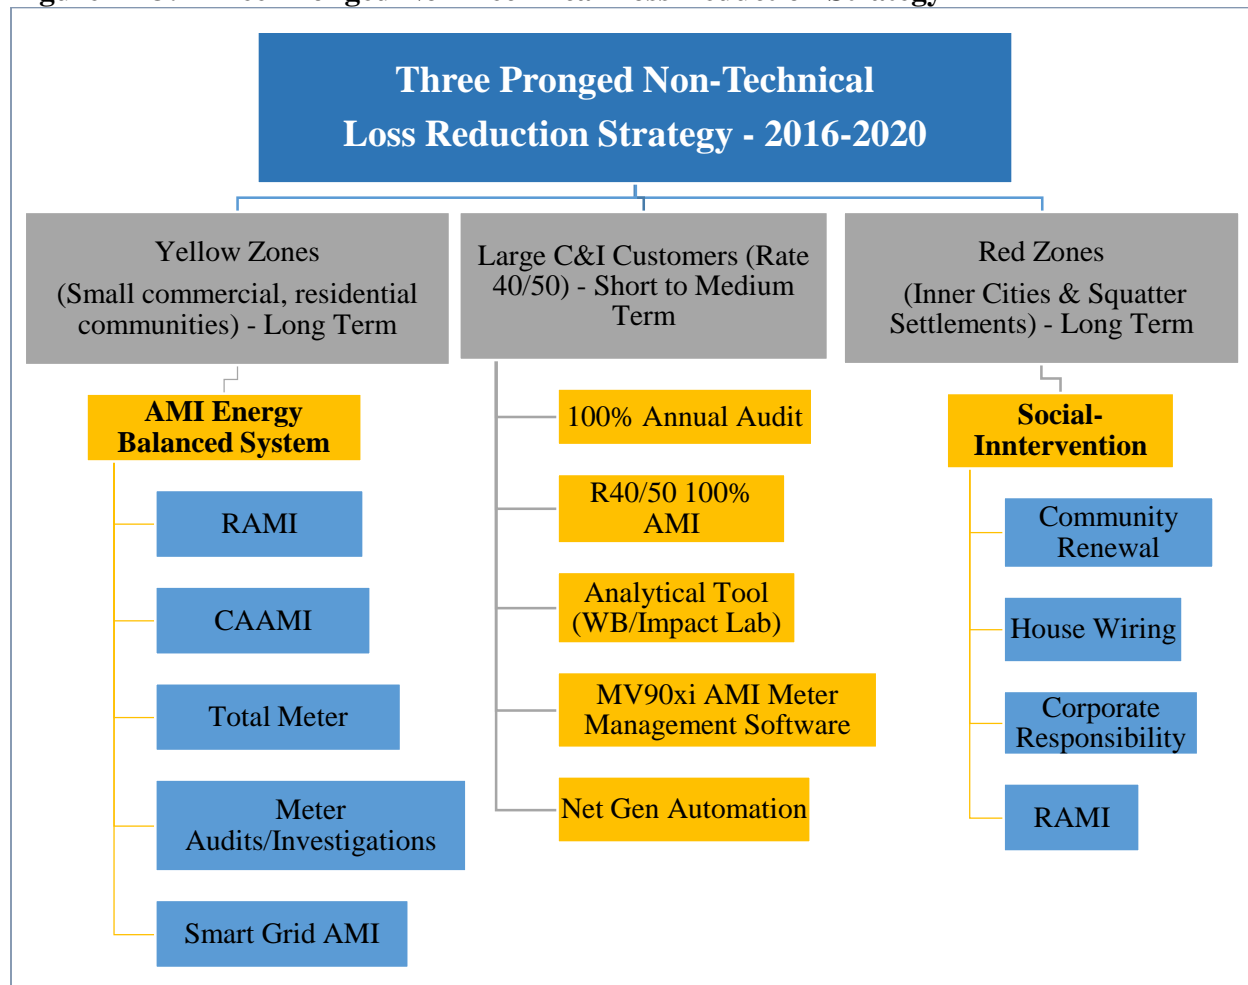 Three Pronged Non-Technical
Loss Reduction Strategy - 2016-2020
Yellow Zones
(Small commercial, residential
communities) - Long Term
AMI Energy
Balanced System
RAMI
CAAMI
Total Meter
Meter
Audits/Investigations
Smart Grid AMI
Large C&I Customers (Rate
40/50) - Short to Medium
Term
100% Annual Audit
R40/50 100%
AMI
Analytical Tool
(WB/Impact Lab)
MV90xi AMI Meter
Management Software
Net Gen Automation
Red Zones
(Inner Cities & Squatter
Settlements) - Long Term
Social-
Inntervention
Community
Renewal
House Wiring
Corporate
Responsibility
RAMI